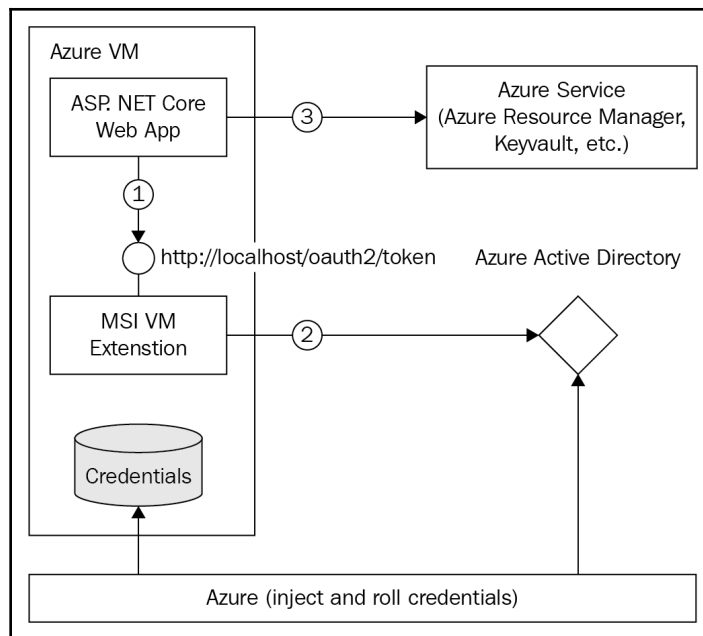 Azure VM
ASP. NET Core
Web App
3
Azure Service
(Azure Resource Manager,
Keyvault, etc.)
1
http://localhost/oauth2/token
Azure Active Directory
MSI VM
Extenstion
2
Credentials
Azure (inject and roll credentials)